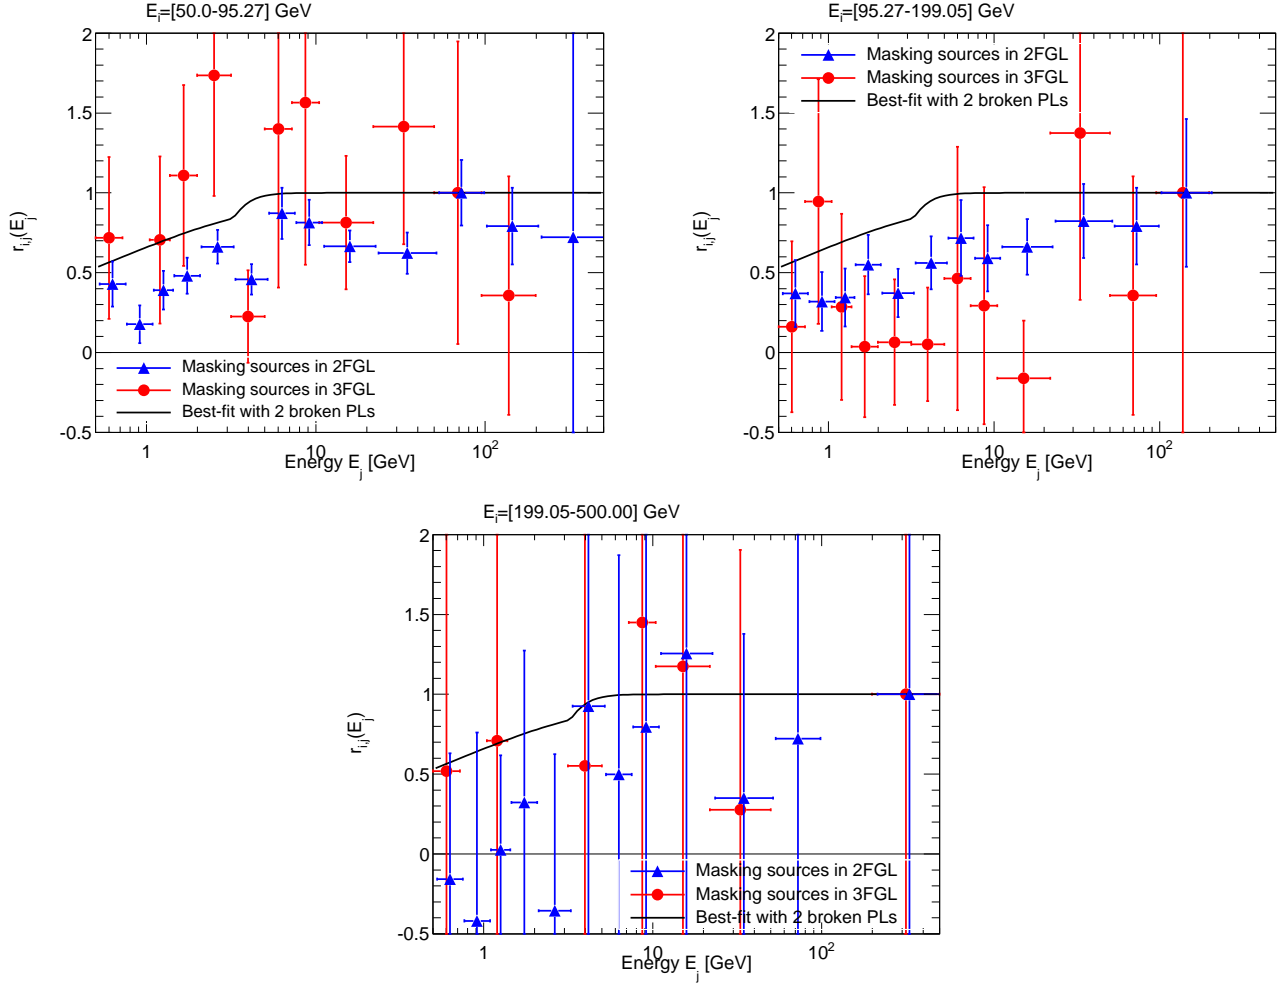 E_i=[50.0-95.27] GeV
r_{i,j}(E_j)
2
1.5
1
0.5
0
-0.5
Masking sources in 2FGL
Masking sources in 3FGL
Best-fit with 2 broken PLs
1 10 10^2
Energy E_j [GeV]
E_i=[95.27-199.05] GeV
r_{i,j}(E_j)
2
1.5
1
0.5
0
-0.5
Masking sources in 2FGL
Masking sources in 3FGL
Best-fit with 2 broken PLs
1 10 10^2
Energy E_j [GeV]
E_i=[199.05-500.00] GeV
r_{i,j}(E_j)
2
1.5
1
0.5
0
-0.5
Masking sources in 2FGL
Masking sources in 3FGL
Best-fit with 2 broken PLs
1 10 10^2
Energy E_j [GeV]